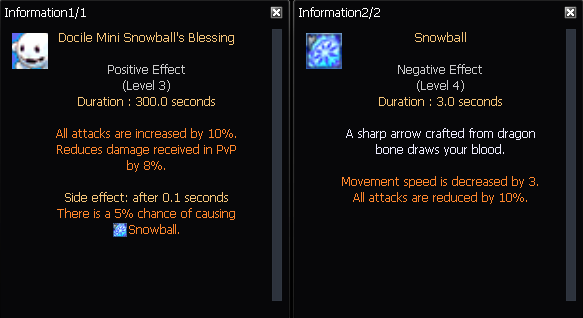 Information1/1
Docile Mini Snowball's Blessing
Positive Effect
(Level 3)
Duration : 300.0 seconds
All attacks are increased by 10%.
Reduces damage received in PvP
by 8%.
Side effect: after 0.1 seconds
There is a 5% chance of causing
Snowball.
Information2/2
Snowball
Negative Effect
(Level 4)
Duration : 3.0 seconds
A sharp arrow crafted from dragon
bone draws your blood.
Movement speed is decreased by 3.
All attacks are reduced by 10%.